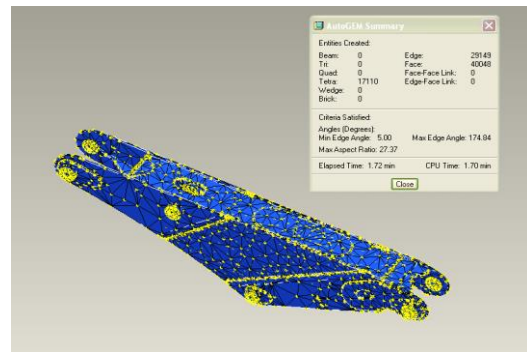 AutoGEM Summary
Entities Created:
Beam: 0 Edge: 29149
Tri: 0 Face: 40048
Quad: 0 Face-Face Link: 0
Tetra: 17110 Edge-Face Link: 0
Wedge: 0
Brick: 0
Criteria Satisfied:
Angles (Degrees):
Min Edge Angle: 5.00 Max Edge Angle: 174.84
Max Aspect Ratio: 27.37
Elapsed Time: 1.72 min CPU Time: 1.70 min
Close